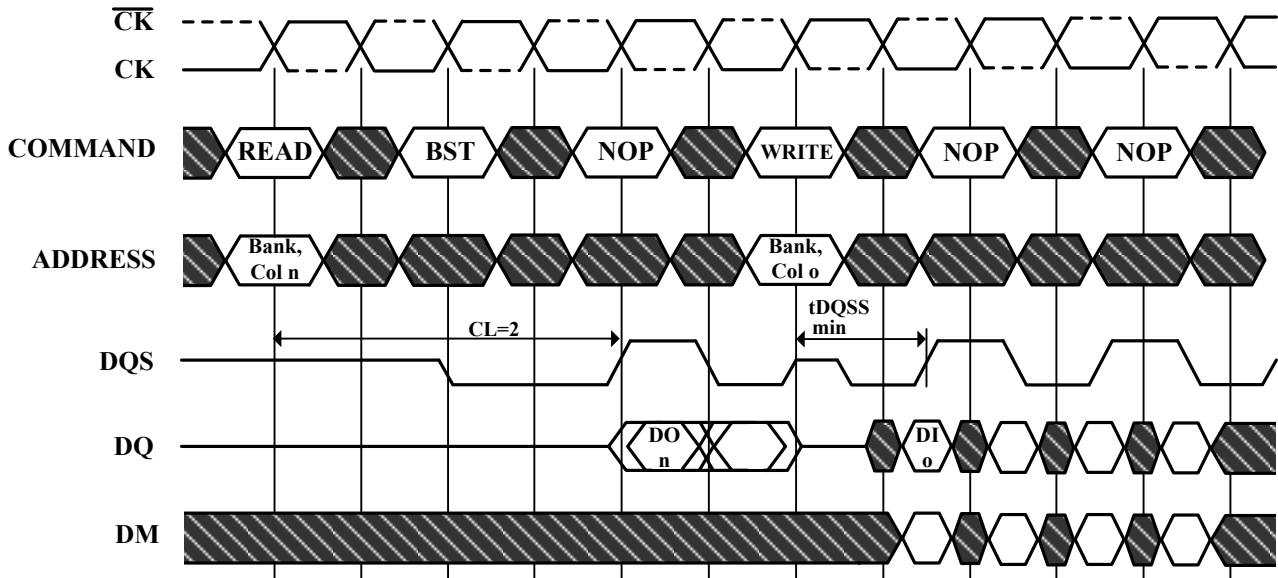 C̅K̅
CK
COMMAND READ BST NOP WRITE NOP NOP
ADDRESS Bank, Col n Bank, Col o
CL=2 tDQSS min
DQS
DQ DO n DI o
DM